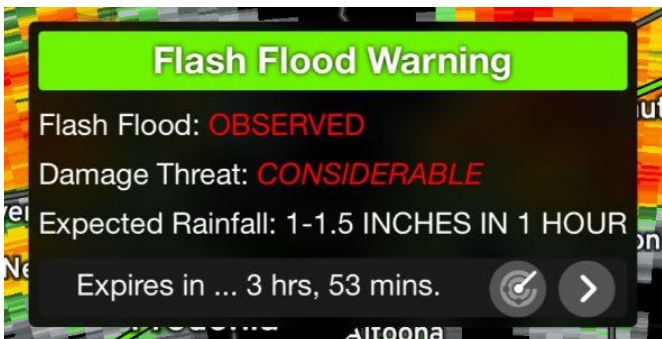 Flash Flood Warning
Flash Flood: OBSERVED
Damage Threat: CONSIDERABLE
Expected Rainfall: 1-1.5 INCHES IN 1 HOUR
Expires in ... 3 hrs, 53 mins.
Altoona